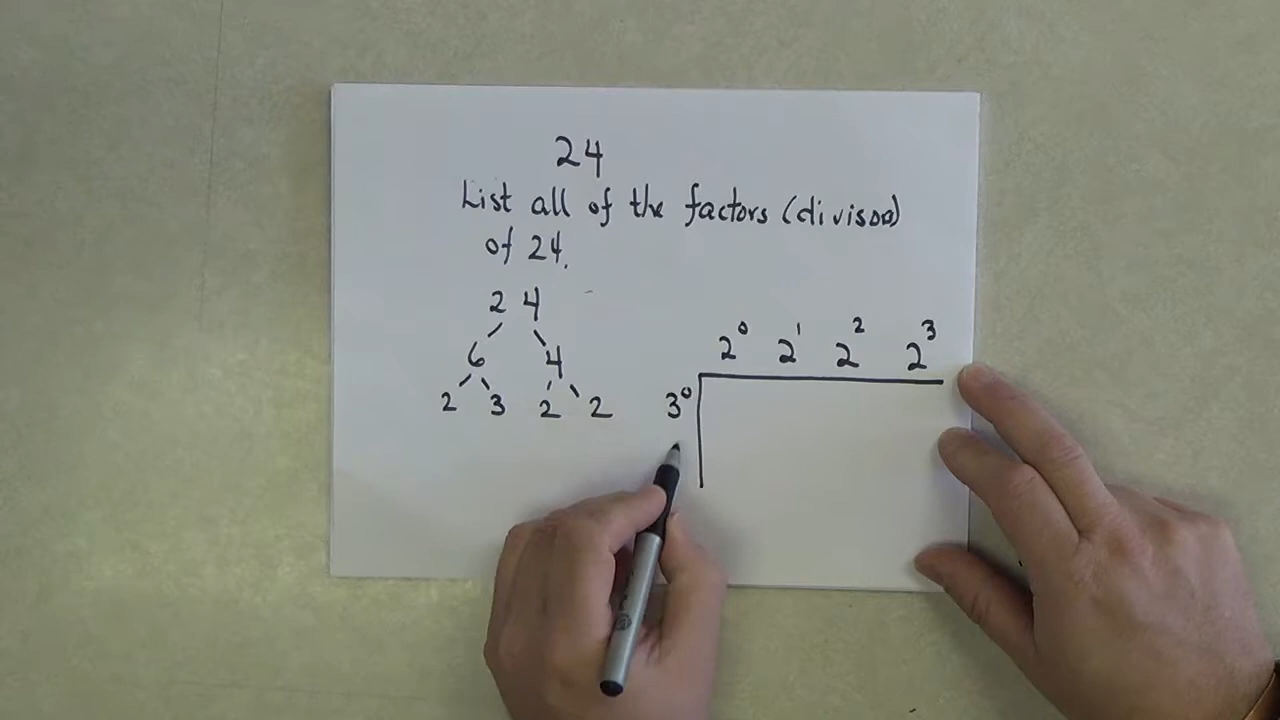 24
List all of the factors (divisors)
of 24.
24
6 4
2 3 2 2
2⁰ 2¹ 2² 2³
3⁰